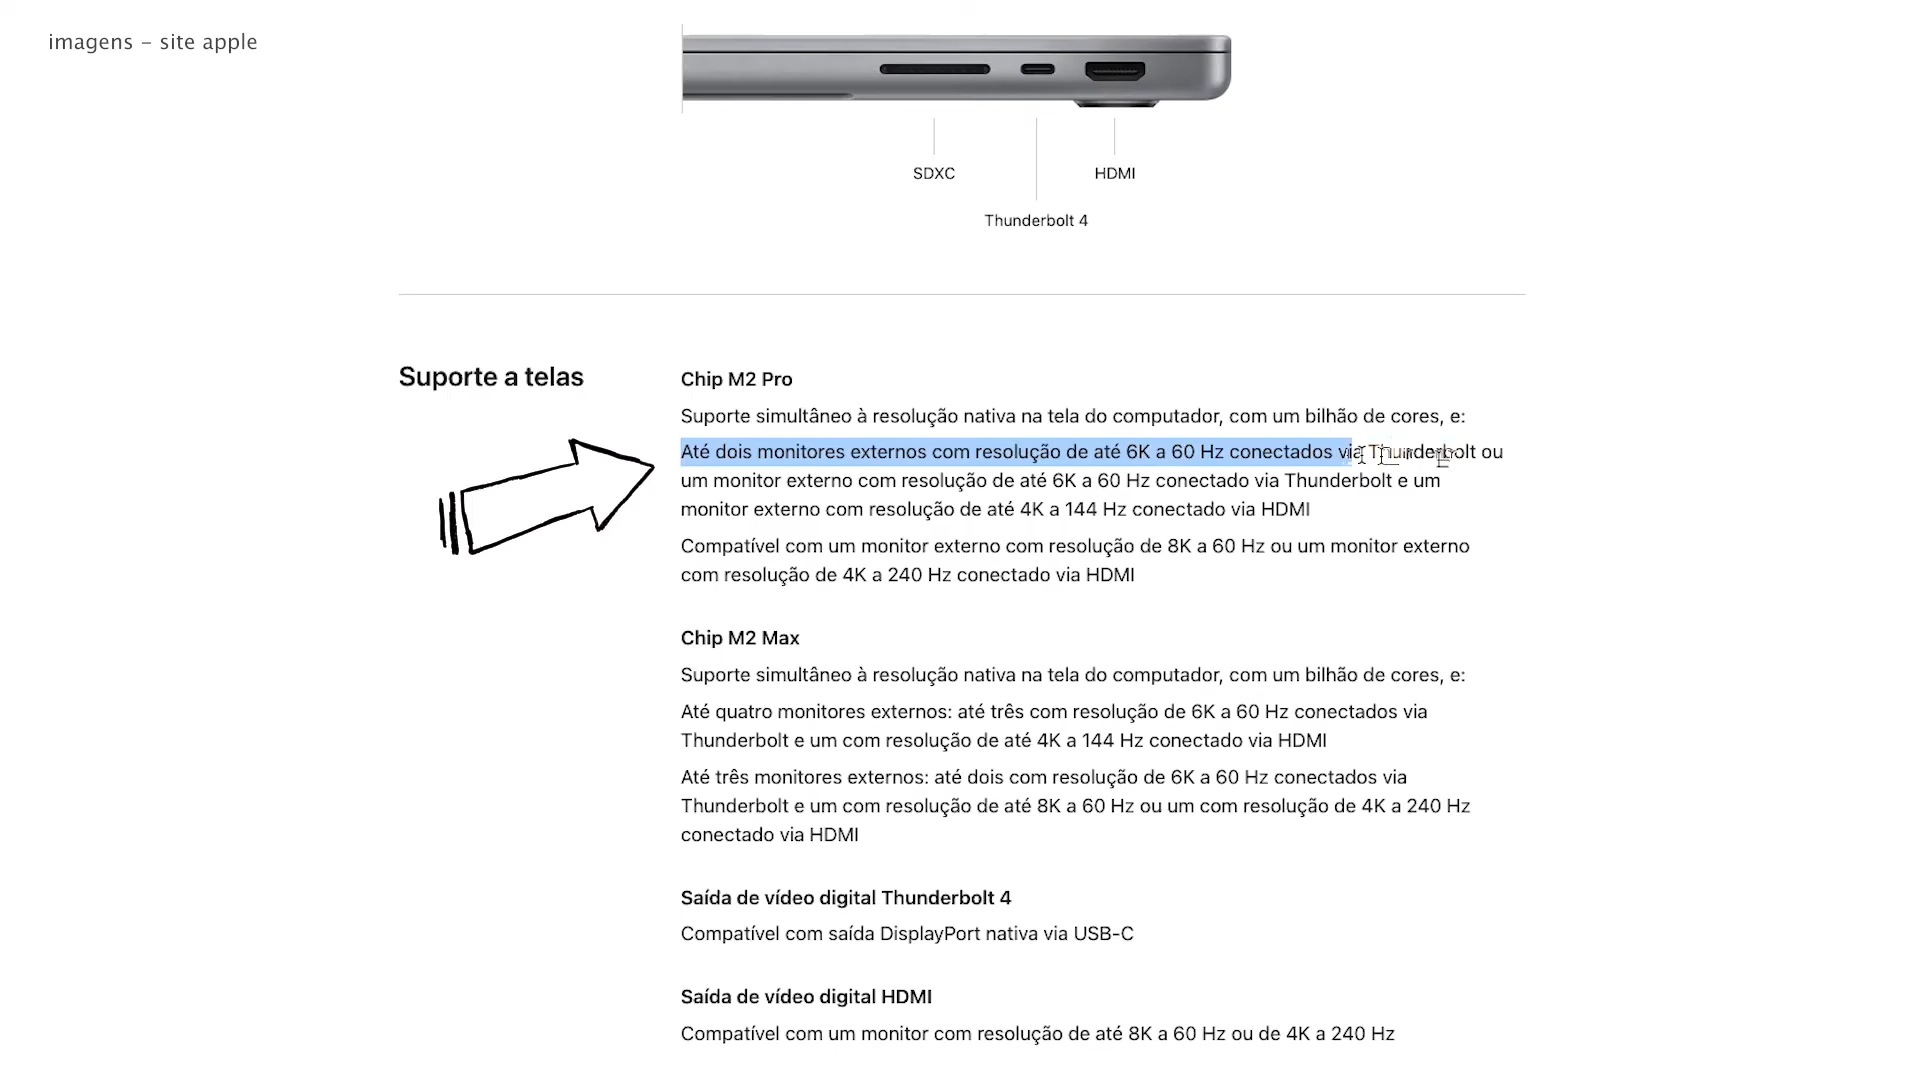 imagens – site apple
SDXC
HDMI
Thunderbolt 4
Suporte a telas
Chip M2 Pro
Suporte simultâneo à resolução nativa na tela do computador, com um bilhão de cores, e:
Até dois monitores externos com resolução de até 6K a 60 Hz conectados via Thunderbolt ou
um monitor externo com resolução de até 6K a 60 Hz conectado via Thunderbolt e um
monitor externo com resolução de até 4K a 144 Hz conectado via HDMI
Compatível com um monitor externo com resolução de 8K a 60 Hz ou um monitor externo
com resolução de 4K a 240 Hz conectado via HDMI
Chip M2 Max
Suporte simultâneo à resolução nativa na tela do computador, com um bilhão de cores, e:
Até quatro monitores externos: até três com resolução de 6K a 60 Hz conectados via
Thunderbolt e um com resolução de até 4K a 144 Hz conectado via HDMI
Até três monitores externos: até dois com resolução de 6K a 60 Hz conectados via
Thunderbolt e um com resolução de até 8K a 60 Hz ou um com resolução de 4K a 240 Hz
conectado via HDMI
Saída de vídeo digital Thunderbolt 4
Compatível com saída DisplayPort nativa via USB-C
Saída de vídeo digital HDMI
Compatível com um monitor com resolução de até 8K a 60 Hz ou de 4K a 240 Hz